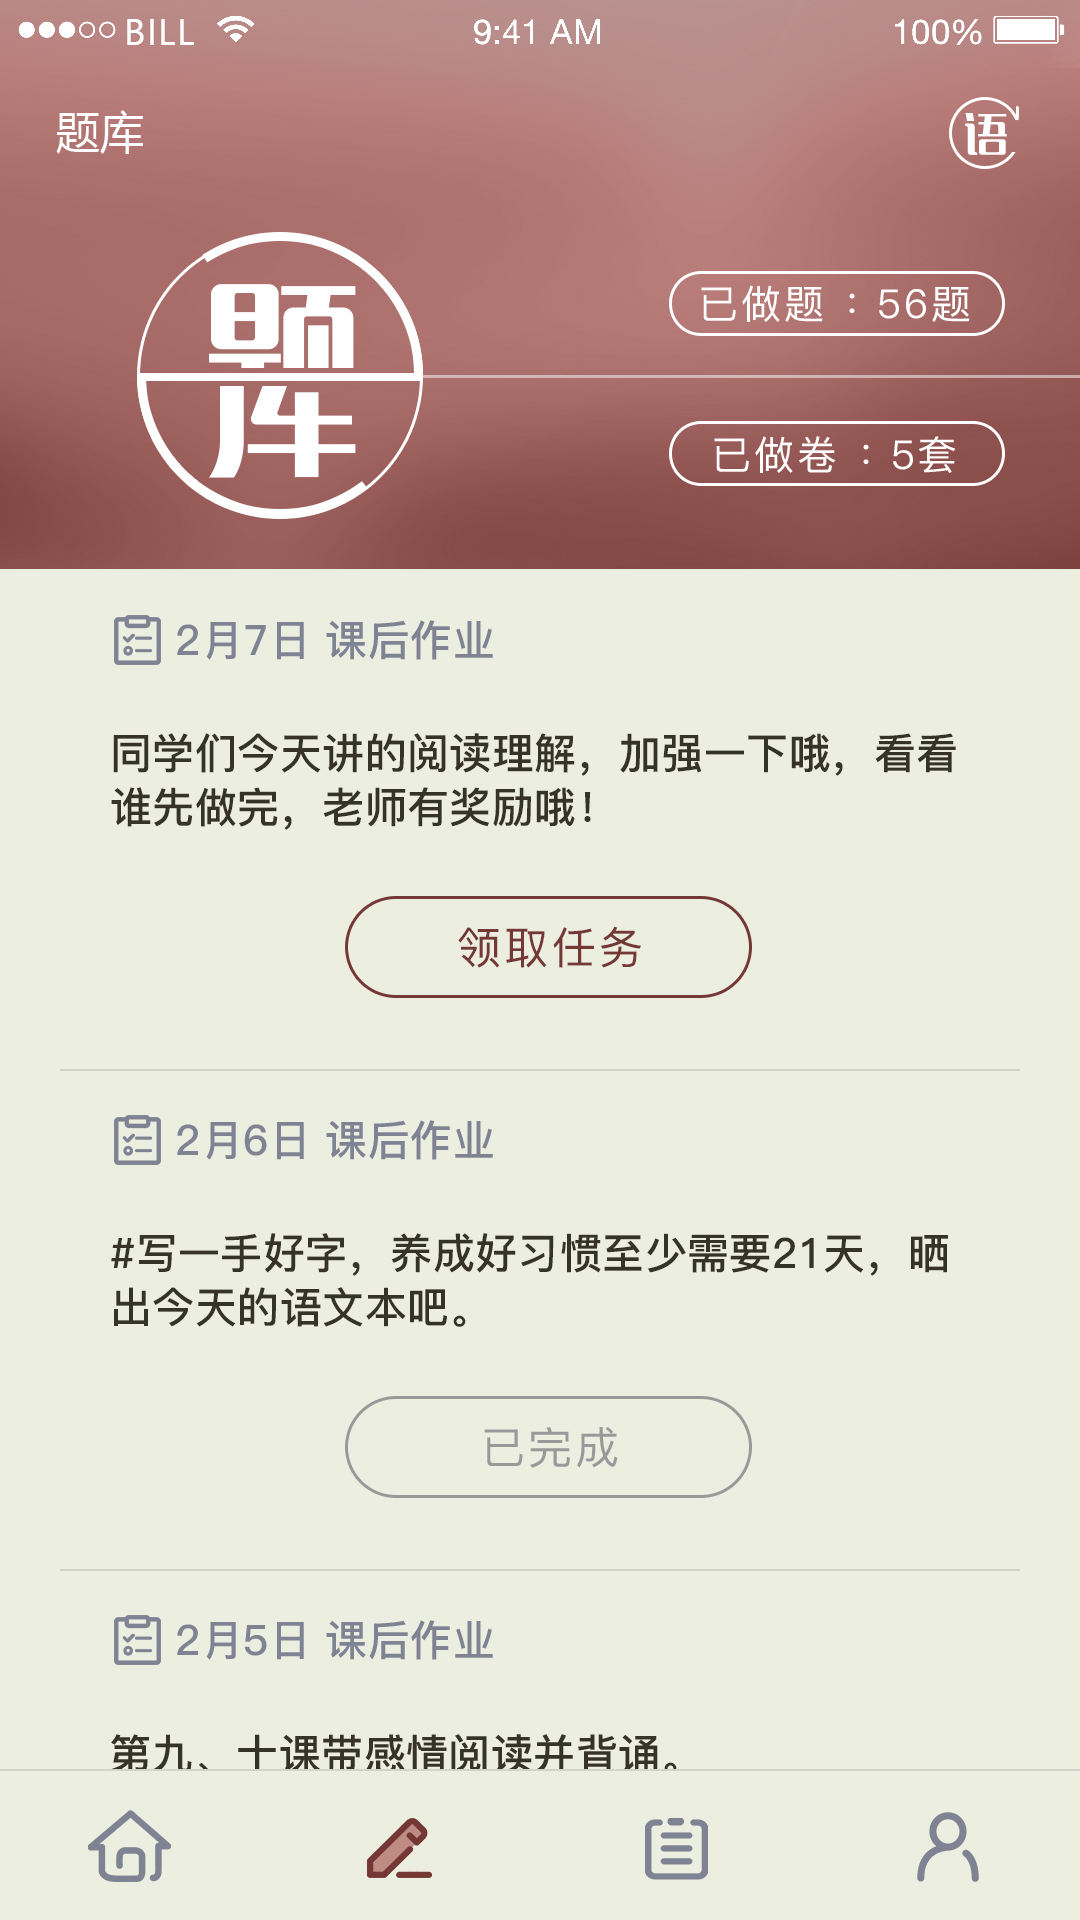 BILL
9:41 AM
100%
题库
语
题库
已做题：56题
已做卷：5套
2月7日 课后作业
同学们今天讲的阅读理解，加强一下哦，看看
谁先做完，老师有奖励哦！
领取任务
2月6日 课后作业
#写一手好字，养成好习惯至少需要21天，晒
出今天的语文本吧。
已完成
2月5日 课后作业
第九、十课带感情阅读并背诵。